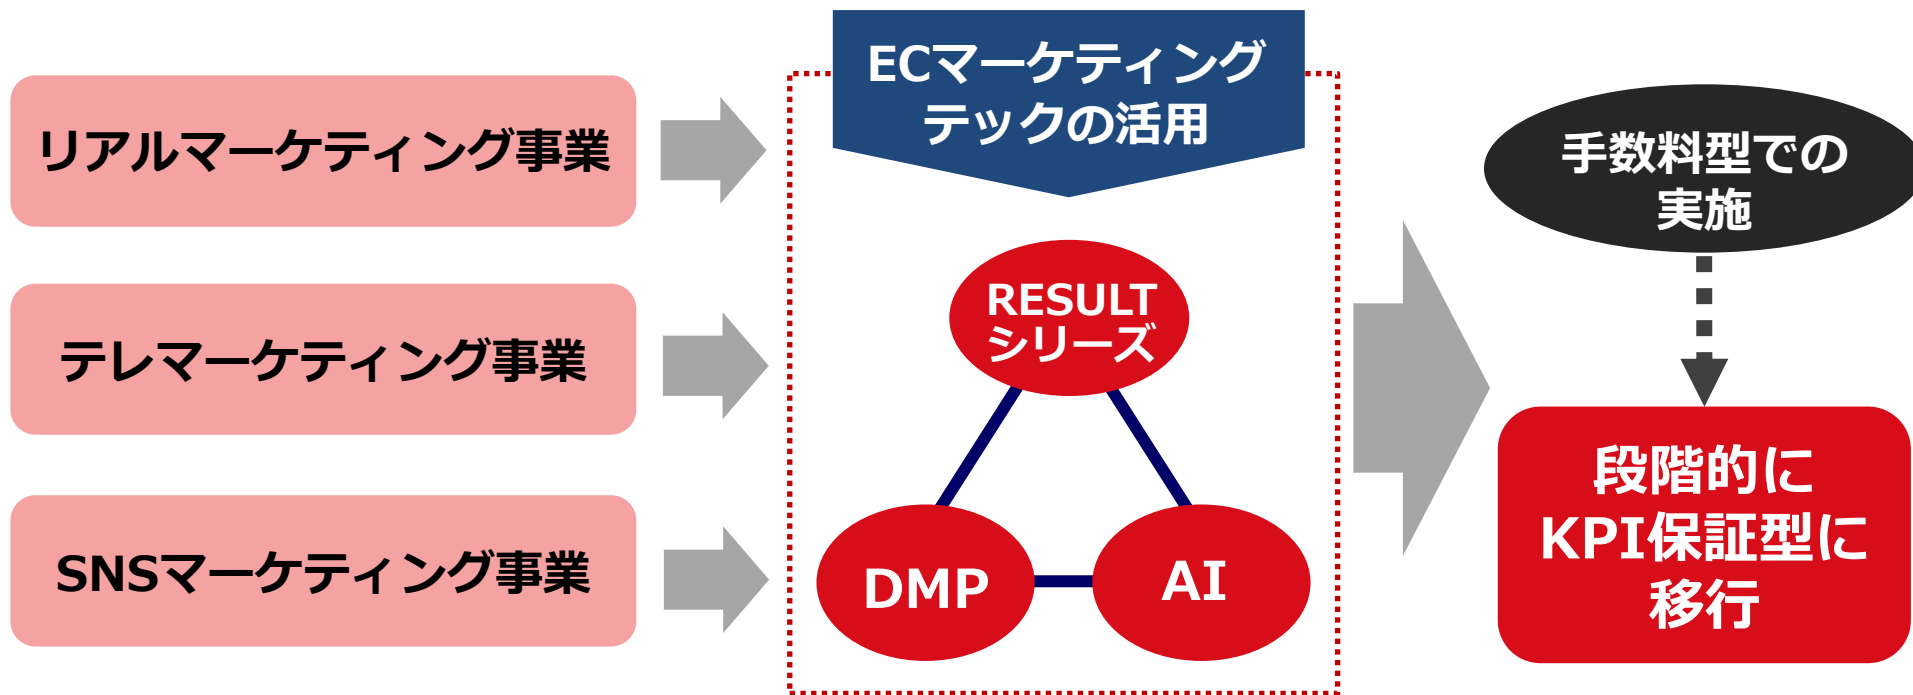 リアルマーケティング事業
テレマーケティング事業
SNSマーケティング事業
ECマーケティング
テックの活用
RESULT
シリーズ
DMP
AI
手数料型での
実施
段階的に
KPI保証型に
移行